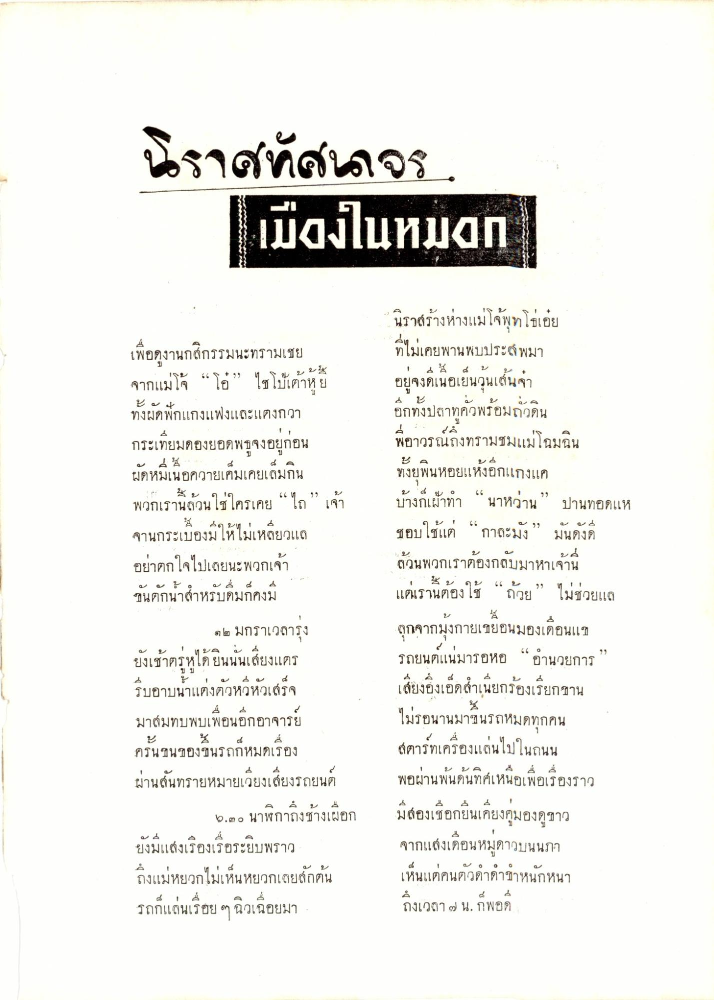 นิราศทัศนาจร
เมืองในหมอก
นิราสร้างห่างแม่โจ้พุทโธ่เอ๋ย
เพื่อดูงานกสิกรรมนะทรามเชย ที่ไม่เคยพานพบประสพมา
จากแม่โจ้ “โอ๋” ไชโป๊เต้าหู้ยี้ อยู่จงดีเนื้อเย็นวุ้นเส้นจ๋า
ทั้งผัดฟักแกงแฟงและแตงกวา อีกทั้งปลาทูคั่วพร้อมถั่วดิน
กระเทียมดองยอดพธูจงอยู่ก่อน พี่อาวรณ์ถึงทรามชมแม่โฉมฉิน
ผัดหมี่เนื้อควายเค็มเคยเล็มกิน ทั้งยุพินหอยแห้งอีกแกงแค
พวกเรานี้ล้วนใช่ใครเคย “ไถ” เจ้า บ้างก็เฝ้าทำ “นาหว่าน” ปานทอดแห
จานกระเบื้องมีให้ไม่เหลียวแล ชอบใช้แต่ “กาละมัง” มันดังดี
อย่าตกใจไปเลยนะพวกเจ้า ล้วนพวกเราต้องกลับมาหาเจ้านี่
ขันตักน้ำสำหรับดื่มก็คงมี แต่เรานี้ต้องใช้ “ถ้วย” ไม่ช่วยแล
๑๒ มกราเวลารุ่ง ลุกจากมุ้งกายเขยื้อนมองเดือนแข
ยังเช้าตรู่หูได้ยินนั่นเสียงแตร รถยนต์แน่มารอหอ “อำนวยการ”
รีบอาบน้ำแต่งตัวหวีหัวเสร็จ เสียงอึงเอ็ดสำเนียกร้องเรียกขาน
มาสมทบพบเพื่อนอีกอาจารย์ ไม่รอนานมาขึ้นรถหมดทุกคน
ครั้นขนของขึ้นรถก็หมดเรื่อง สตาร์ทเครื่องแล่นไปในถนน
ผ่านสันทรายหมายเวียงเสียงรถยนต์ พอผ่านพ้นด้นทิศเหนือเพื่อเรื่องราว
๖.๓๐ นาฬิกาถึงช้างเผือก มีสองเชือกยืนเคียงคู่มองดูขาว
ยังมีแสงเรืองเรื่อระยิบพราว จากแสงเดือนหมู่ดาวบนนภา
ถึงแม่หยวกไม่เห็นหยวกเลยสักต้น เห็นแต่คนตัวดำดำขำหนักหนา
รถก็แล่นเรื่อย ๆ ฉิวเฉื่อยมา ถึงเวลา ๗ น. ก็พอดี